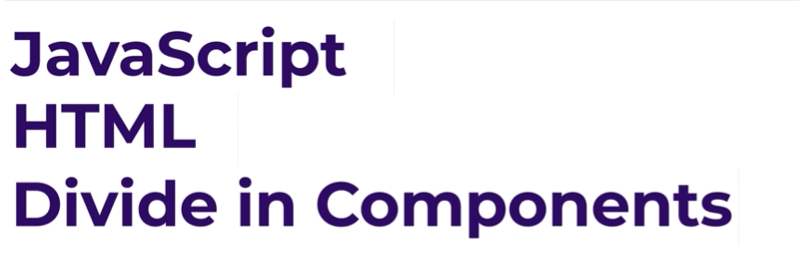 JavaScript
HTML
Divide in Components